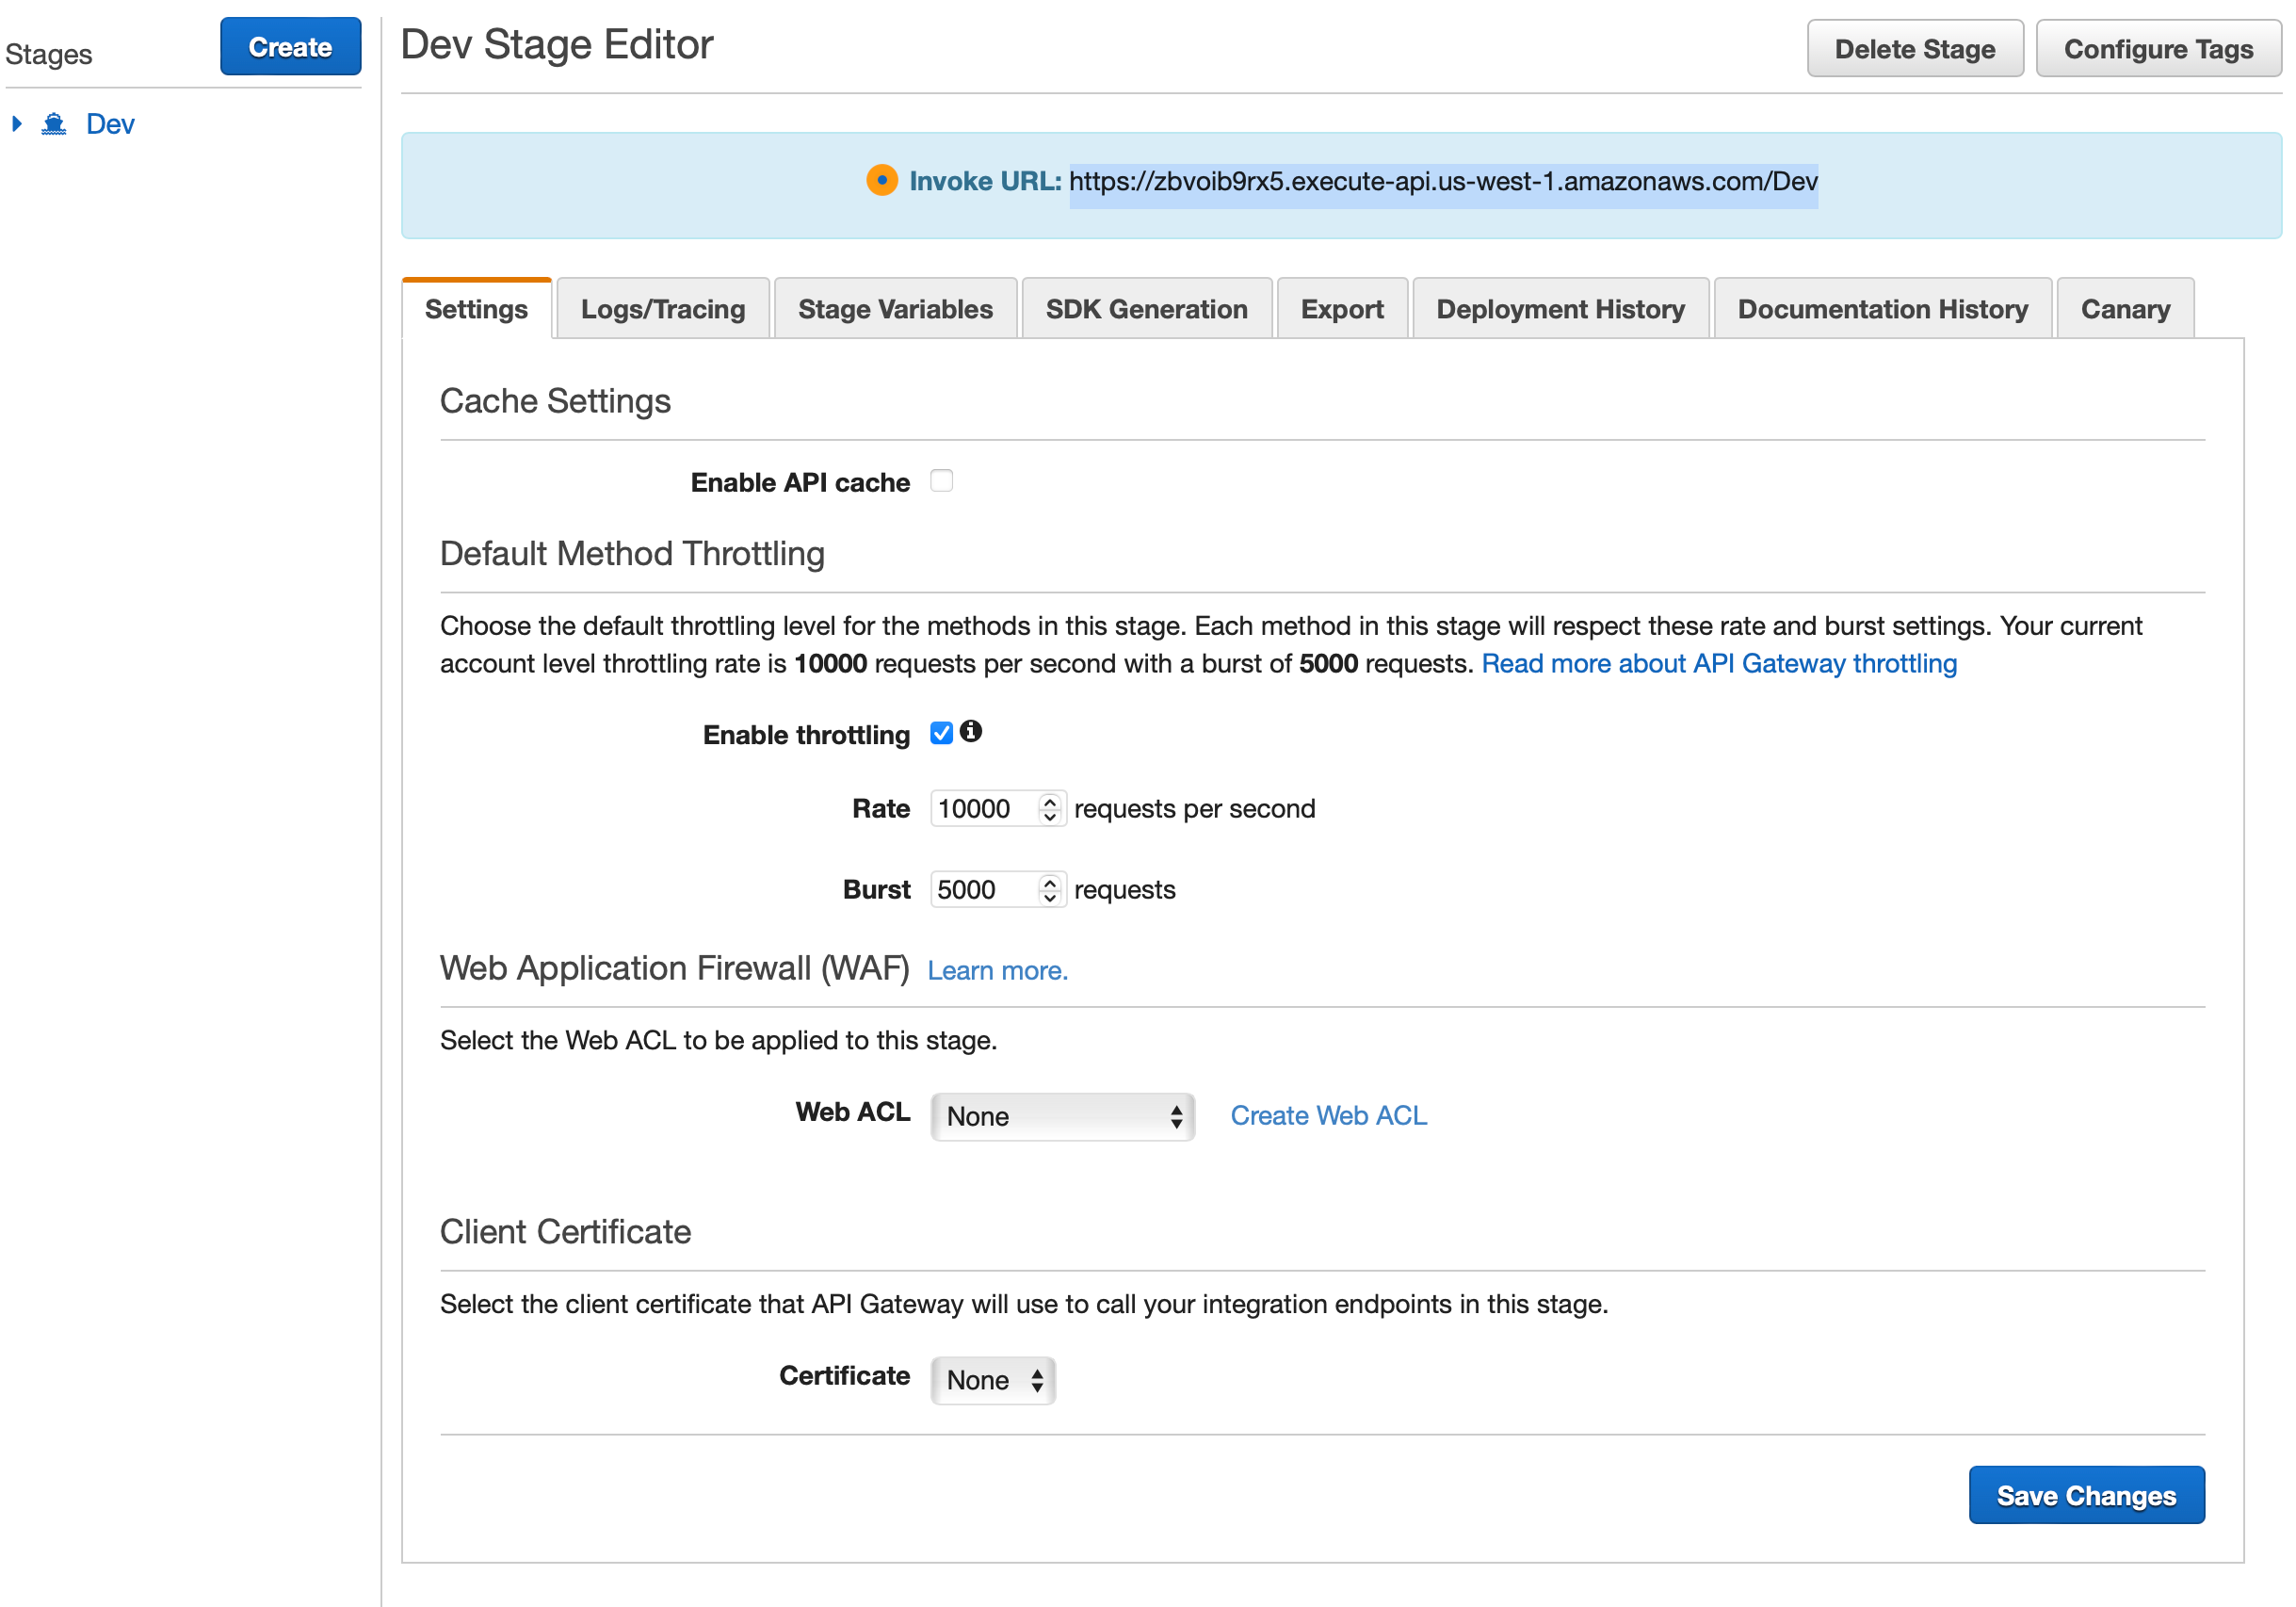 Stages
Create
Dev
Dev Stage Editor
Delete Stage
Configure Tags
Invoke URL: https://zbvoib9rx5.execute-api.us-west-1.amazonaws.com/Dev
Settings
Logs/Tracing
Stage Variables
SDK Generation
Export
Deployment History
Documentation History
Canary
Cache Settings
Enable API cache
Default Method Throttling
Choose the default throttling level for the methods in this stage. Each method in this stage will respect these rate and burst settings. Your current
account level throttling rate is 10000 requests per second with a burst of 5000 requests. Read more about API Gateway throttling
Enable throttling
Rate 10000 requests per second
Burst 5000 requests
Web Application Firewall (WAF) Learn more.
Select the Web ACL to be applied to this stage.
Web ACL None Create Web ACL
Client Certificate
Select the client certificate that API Gateway will use to call your integration endpoints in this stage.
Certificate None
Save Changes